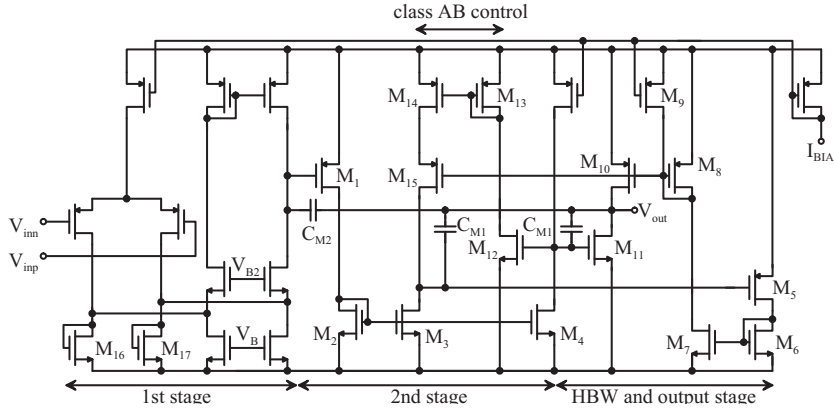 class AB control
M14
M13
M9
M1
M15
M10
M8
IBIA
Vinn
Vinp
CM2
CM1
CM1
Vout
M12
M11
VB2
M5
VB
M16
M17
M2
M3
M4
M7
M6
1st stage
2nd stage
HBW and output stage